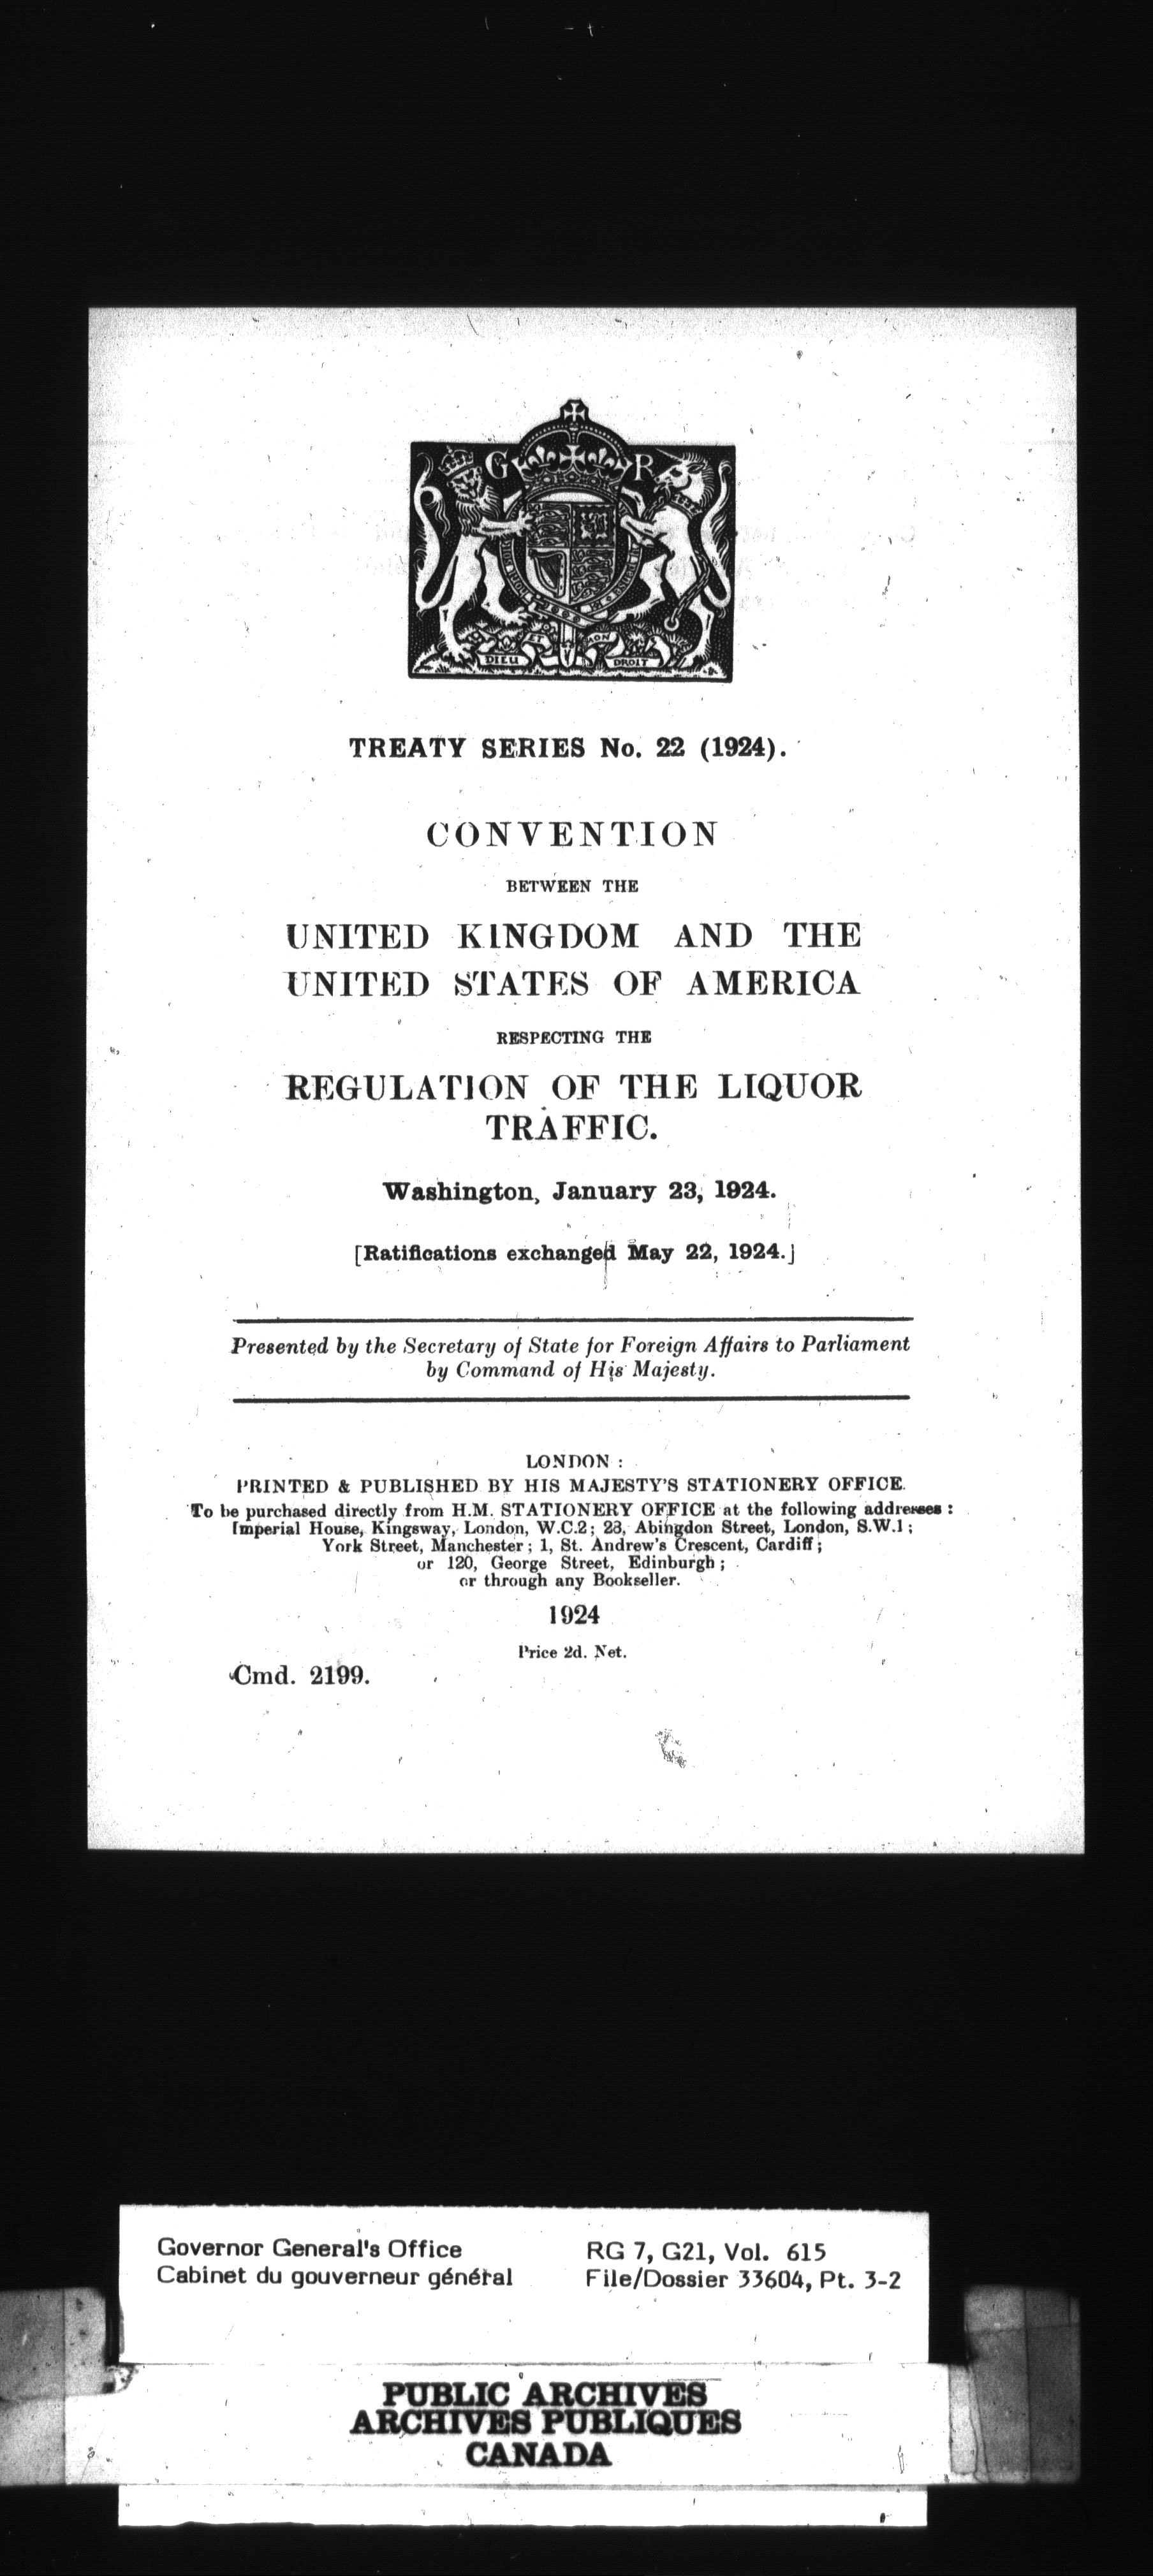 G R
DIEU ET MON DROIT
TREATY SERIES No. 22 (1924).
CONVENTION
BETWEEN THE
UNITED KINGDOM AND THE
UNITED STATES OF AMERICA
RESPECTING THE
REGULATION OF THE LIQUOR
TRAFFIC.
Washington, January 23, 1924.
[Ratifications exchanged May 22, 1924.]
Presented by the Secretary of State for Foreign Affairs to Parliament
by Command of His Majesty.
LONDON :
PRINTED & PUBLISHED BY HIS MAJESTY'S STATIONERY OFFICE.
To be purchased directly from H.M. STATIONERY OFFICE at the following addresses :
Imperial House, Kingsway, London, W.C.2; 28, Abingdon Street, London, S.W.1;
York Street, Manchester; 1, St. Andrew's Crescent, Cardiff;
or 120, George Street, Edinburgh;
or through any Bookseller.
1924
Price 2d. Net.
Cmd. 2199.
Governor General's Office
Cabinet du gouverneur général
RG 7, G21, Vol. 615
File/Dossier 33604, Pt. 3-2
PUBLIC ARCHIVES
ARCHIVES PUBLIQUES
CANADA